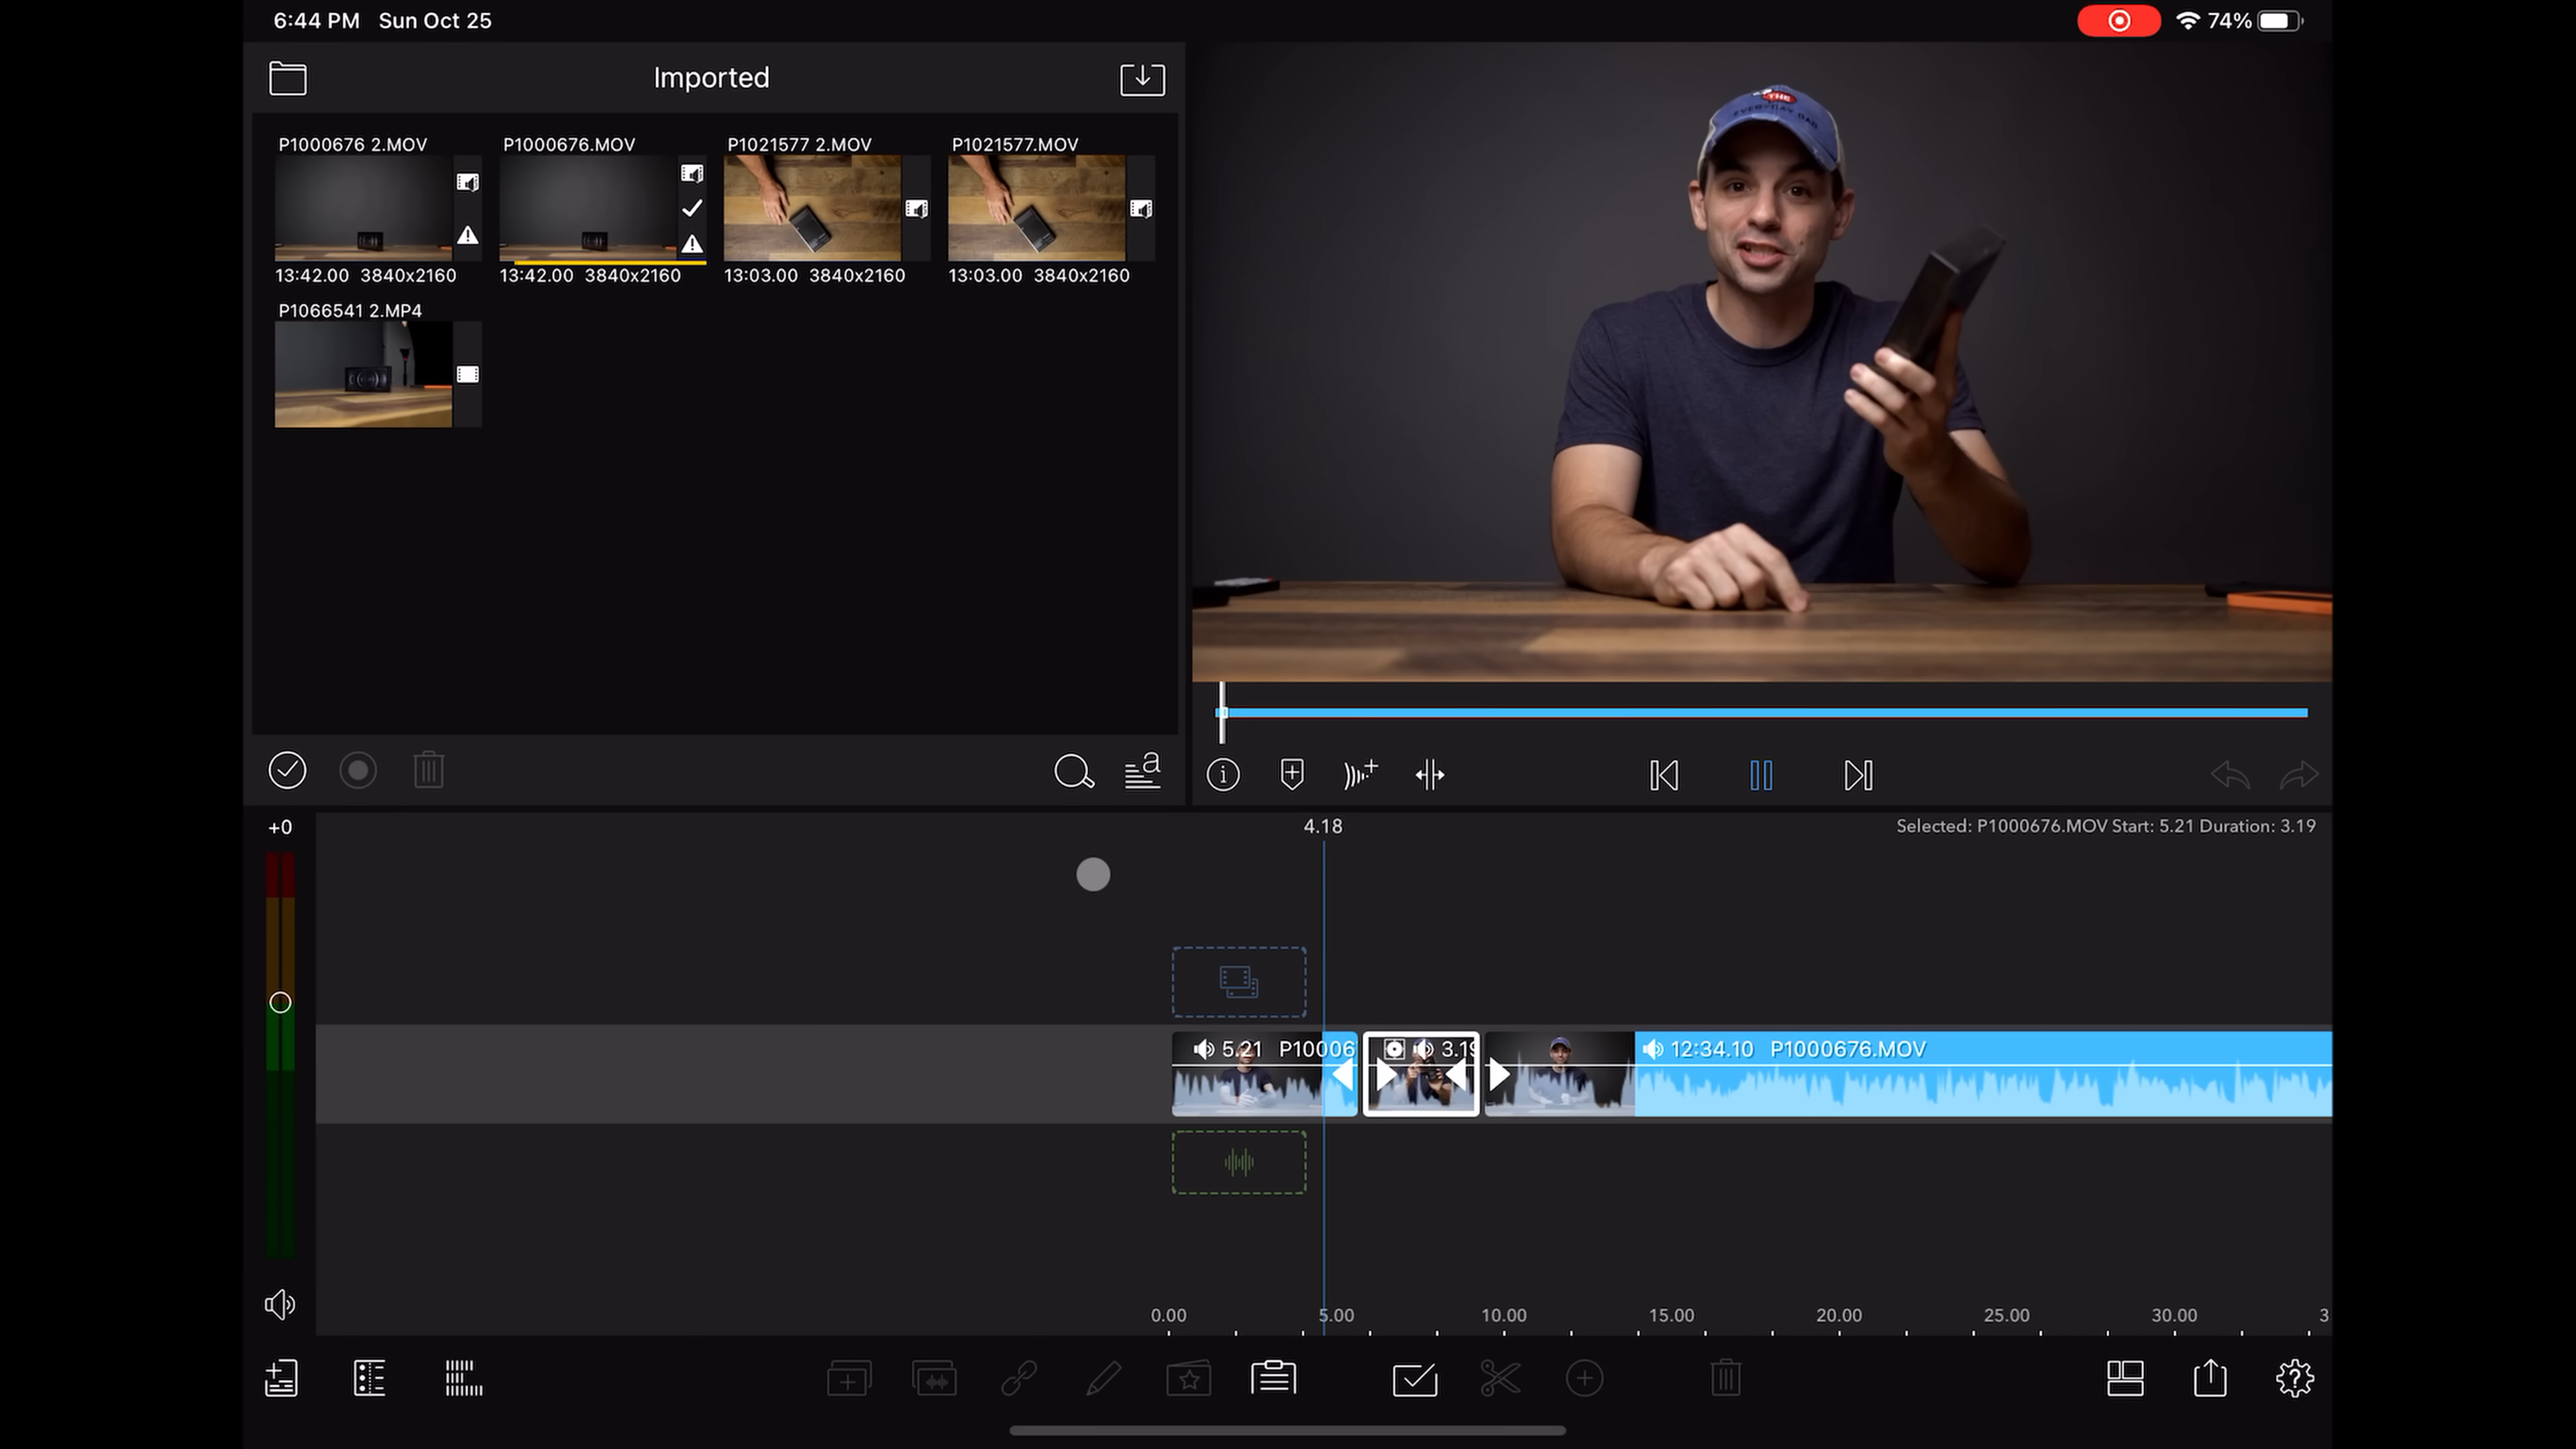 6:44 PM Sun Oct 25
74%
Imported
P1000676 2.MOV
P1000676.MOV
P1021577 2.MOV
P1021577.MOV
13:42.00 3840x2160
13:42.00 3840x2160
13:03.00 3840x2160
13:03.00 3840x2160
P1066541 2.MP4
THE
EVERYDAY DAD
a
+0
4.18
Selected: P1000676.MOV Start: 5.21 Duration: 3.19
5.21 P10006
3.19
12:34.10 P1000676.MOV
0.00 5.00 10.00 15.00 20.00 25.00 30.00 3